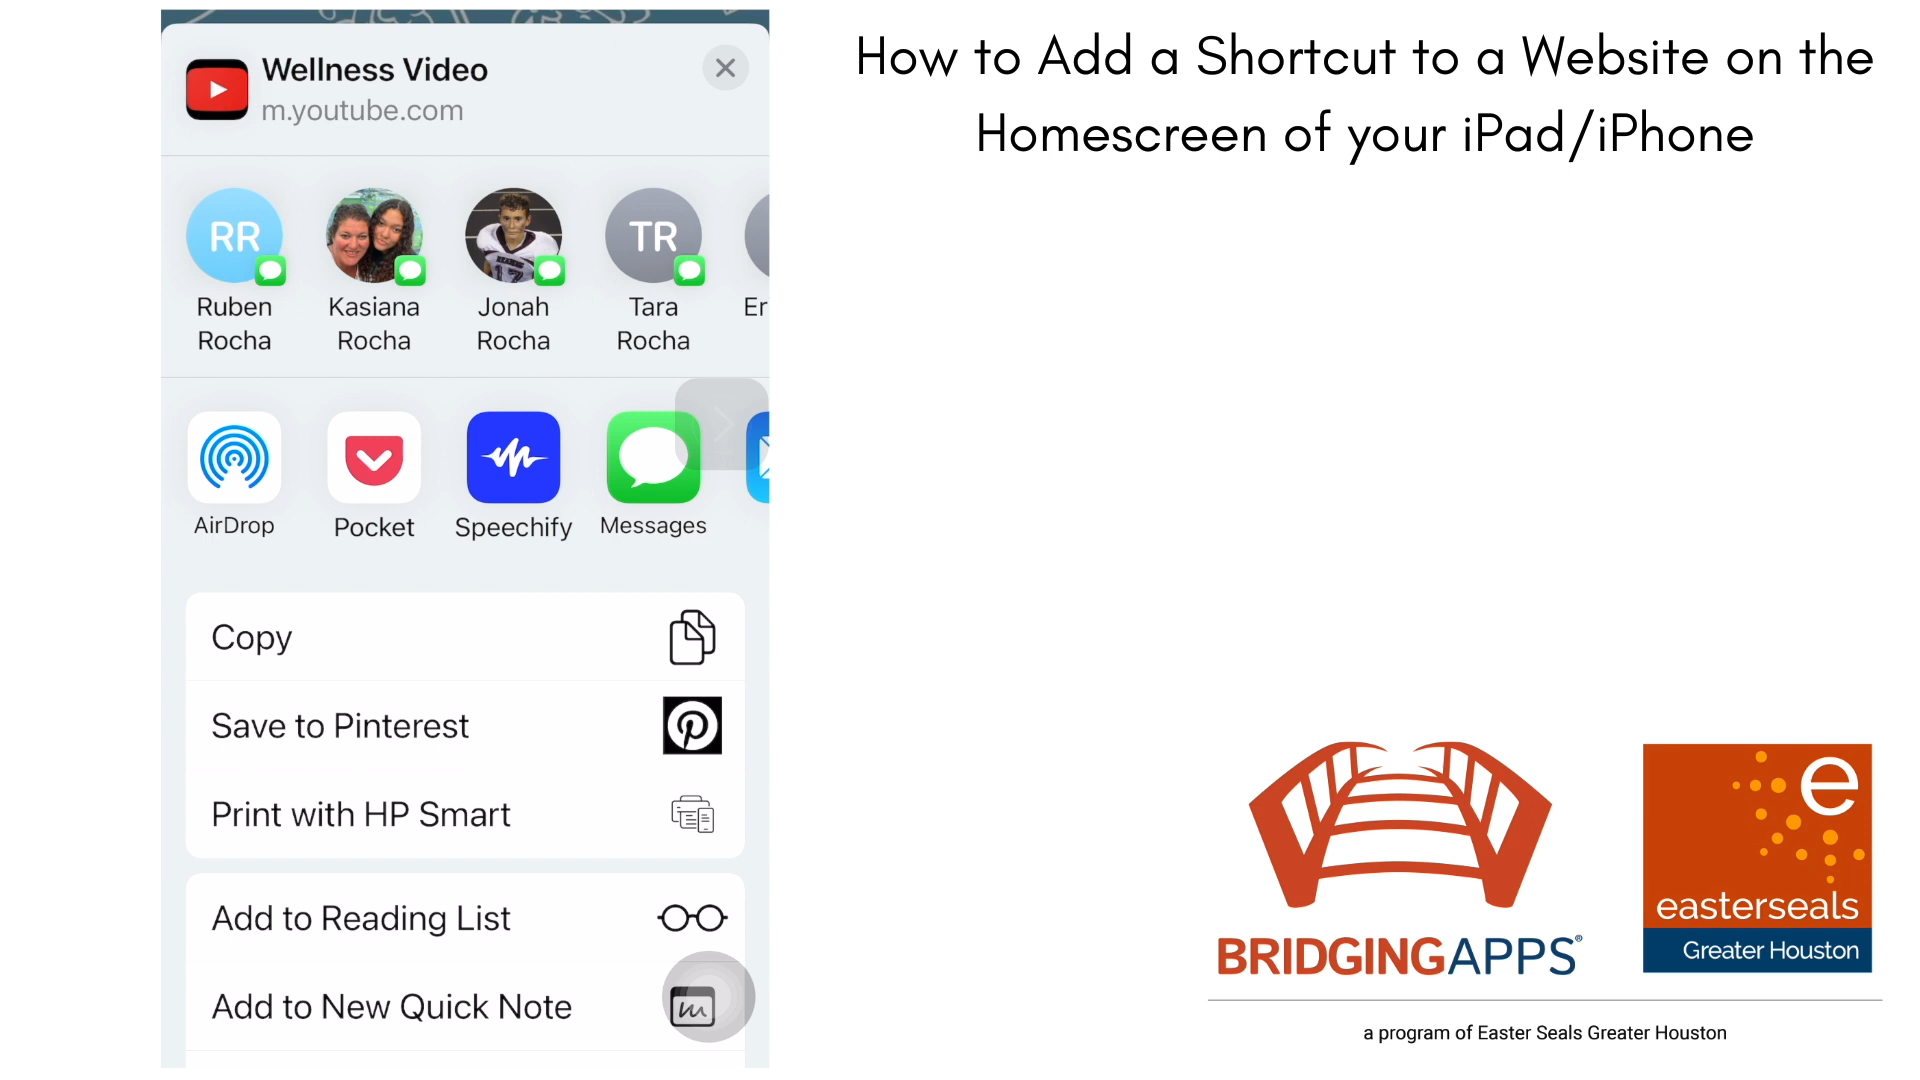 Wellness Video
m.youtube.com
RR
TR
Ruben
Rocha
Kasiana
Rocha
Jonah
Rocha
Tara
Rocha
Er
17
AirDrop
Pocket
Speechify
Messages
Copy
Save to Pinterest
Print with HP Smart
Add to Reading List
Add to New Quick Note
How to Add a Shortcut to a Website on the
Homescreen of your iPad/iPhone
BRIDGINGAPPS®
e
easterseals
Greater Houston
a program of Easter Seals Greater Houston